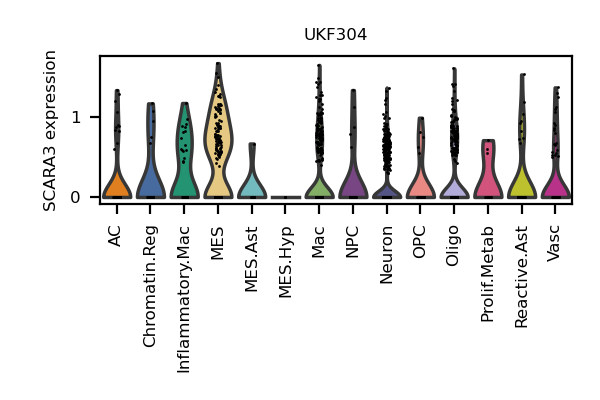 UKF304
SCARA3 expression
1
0
AC
Chromatin.Reg
Inflammatory.Mac
MES
MES.Ast
MES.Hyp
Mac
NPC
Neuron
OPC
Oligo
Prolif.Metab
Reactive.Ast
Vasc